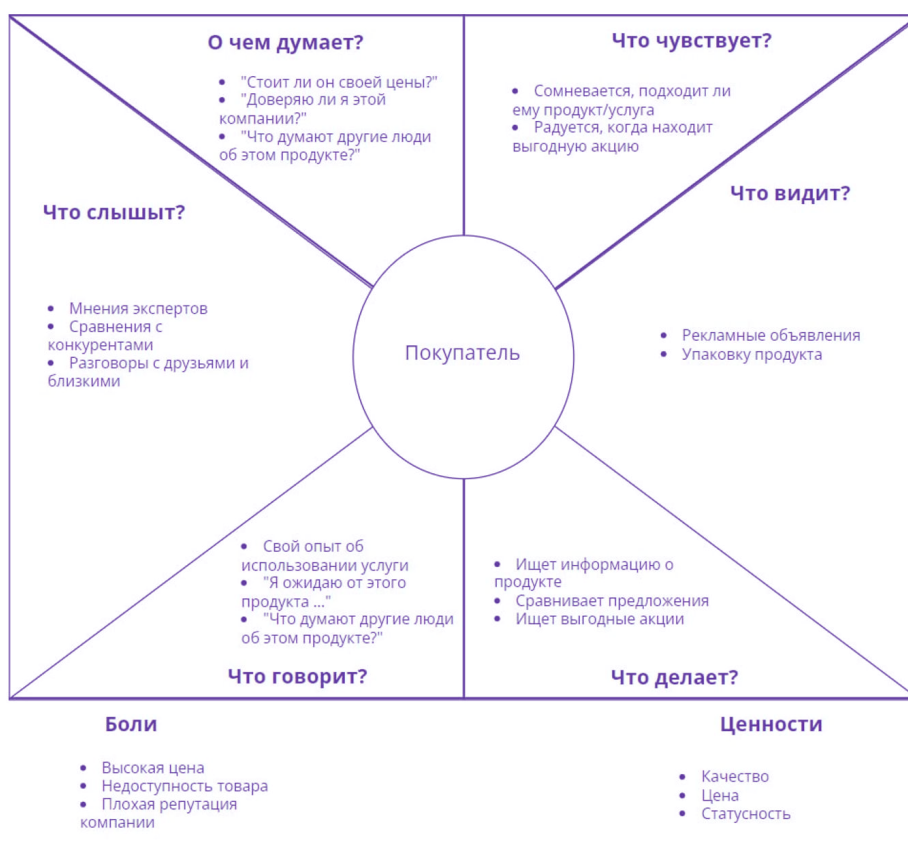 О чем думает?
• "Стоит ли он своей цены?"
• "Доверяю ли я этой
компании?"
• "Что думают другие люди
об этом продукте?"
Что чувствует?
• Сомневается, подходит ли
ему продукт/услуга
• Радуется, когда находит
выгодную акцию
Что слышыт?
• Мнения экспертов
• Сравнения с
конкурентами
• Разговоры с друзьями и
близкими
Покупатель
Что видит?
• Рекламные объявления
• Упаковку продукта
• Свой опыт об
использовании услуги
• "Я ожидаю от этого
продукта ..."
• "Что думают другие люди
об этом продукте?"
Что говорит?
• Ищет информацию о
продукте
• Сравнивает предложения
• Ищет выгодные акции
Что делает?
Боли
• Высокая цена
• Недоступность товара
• Плохая репутация
компании
Ценности
• Качество
• Цена
• Статусность